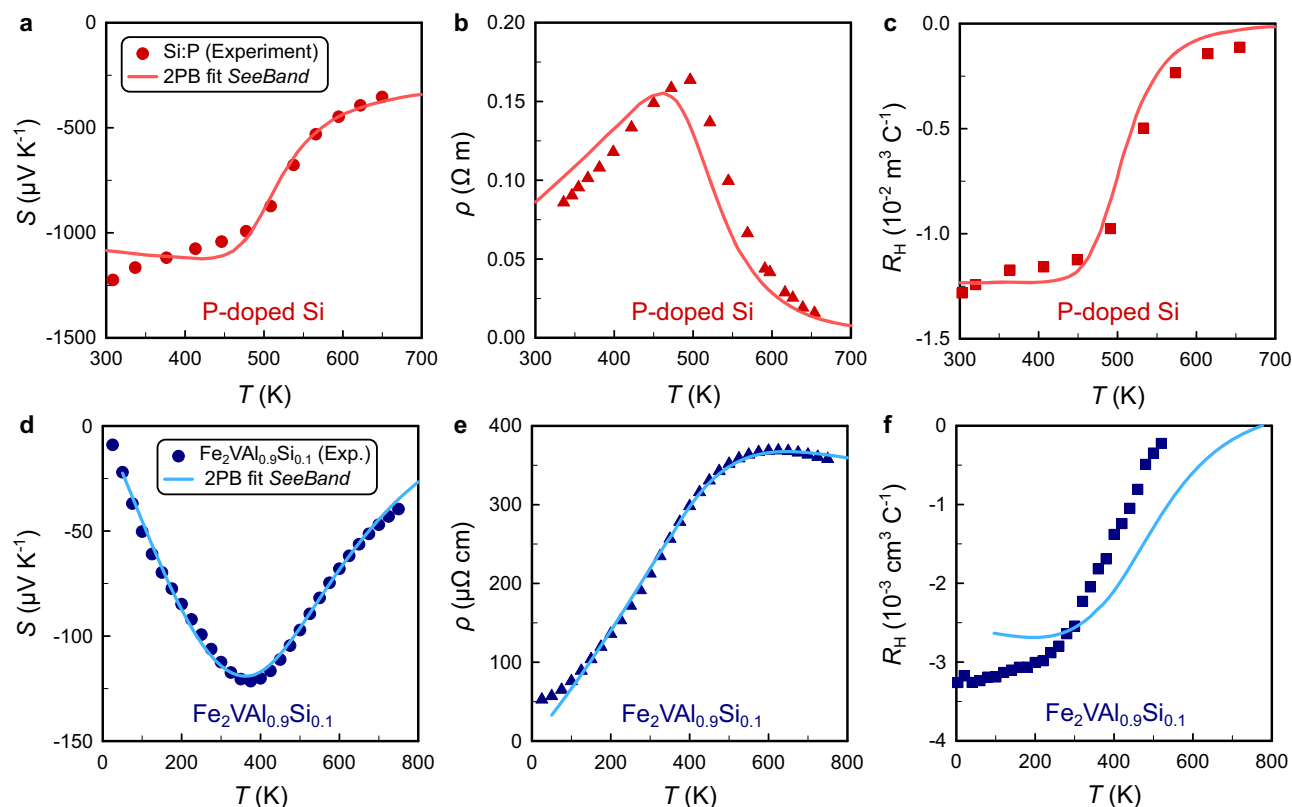 a
0
Si:P (Experiment)
2PB fit SeeBand
-500
-1000
-1500
S (μV K⁻¹)
P-doped Si
300 400 500 600 700
T (K)
b
0.20
0.15
0.10
0.05
0.00
ρ (Ω m)
P-doped Si
300 400 500 600 700
T (K)
c
0.0
-0.5
-1.0
-1.5
R_H (10⁻² m³ C⁻¹)
P-doped Si
300 400 500 600 700
T (K)
d
0
Fe₂VAl₀.₉Si₀.₁ (Exp.)
2PB fit SeeBand
-50
-100
-150
S (μV K⁻¹)
Fe₂VAl₀.₉Si₀.₁
0 200 400 600 800
T (K)
e
400
300
200
100
0
ρ (μΩ cm)
Fe₂VAl₀.₉Si₀.₁
0 200 400 600 800
T (K)
f
0
-1
-2
-3
-4
R_H (10⁻³ cm³ C⁻¹)
Fe₂VAl₀.₉Si₀.₁
0 200 400 600 800
T (K)